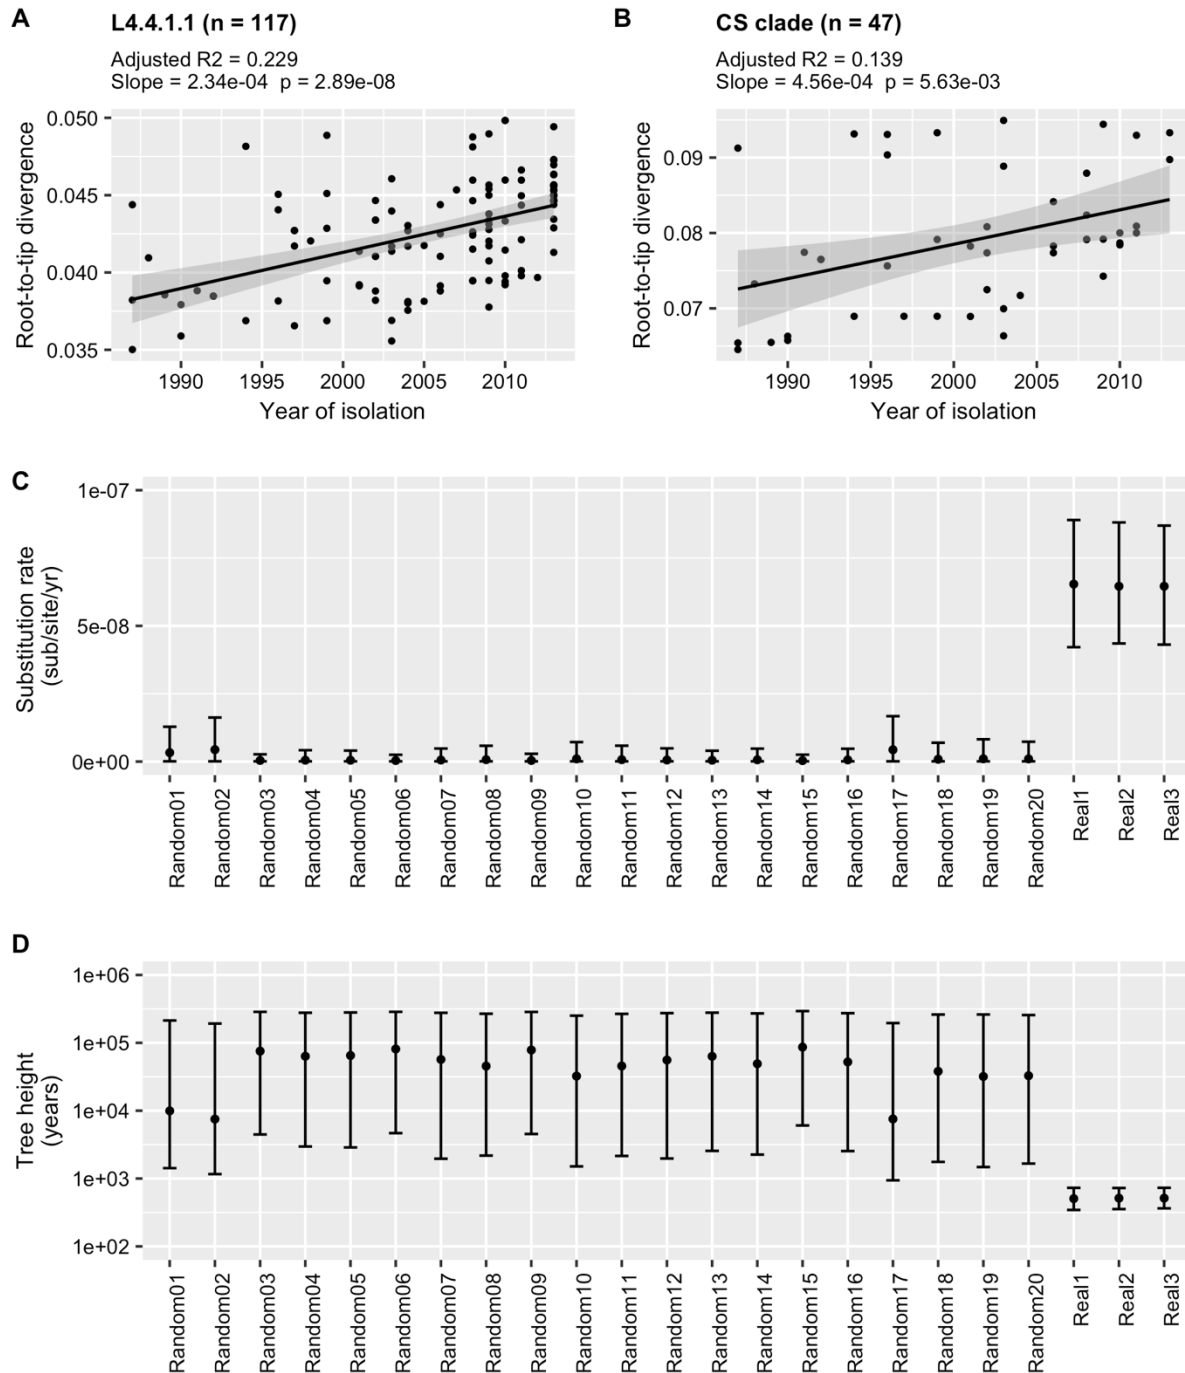 A
L4.4.1.1 (n = 117)
Adjusted R2 = 0.229
Slope = 2.34e-04 p = 2.89e-08
0.050
0.045
0.040
0.035
Root-to-tip divergence
1990
1995
2000
2005
2010
Year of isolation
B
CS clade (n = 47)
Adjusted R2 = 0.139
Slope = 4.56e-04 p = 5.63e-03
0.09
0.08
0.07
Root-to-tip divergence
1990
1995
2000
2005
2010
Year of isolation
C
1e-07
5e-08
0e+00
Substitution rate
(sub/site/yr)
Random01
Random02
Random03
Random04
Random05
Random06
Random07
Random08
Random09
Random10
Random11
Random12
Random13
Random14
Random15
Random16
Random17
Random18
Random19
Random20
Real1
Real2
Real3
D
1e+06
1e+05
1e+04
1e+03
1e+02
Tree height
(years)
Random01
Random02
Random03
Random04
Random05
Random06
Random07
Random08
Random09
Random10
Random11
Random12
Random13
Random14
Random15
Random16
Random17
Random18
Random19
Random20
Real1
Real2
Real3